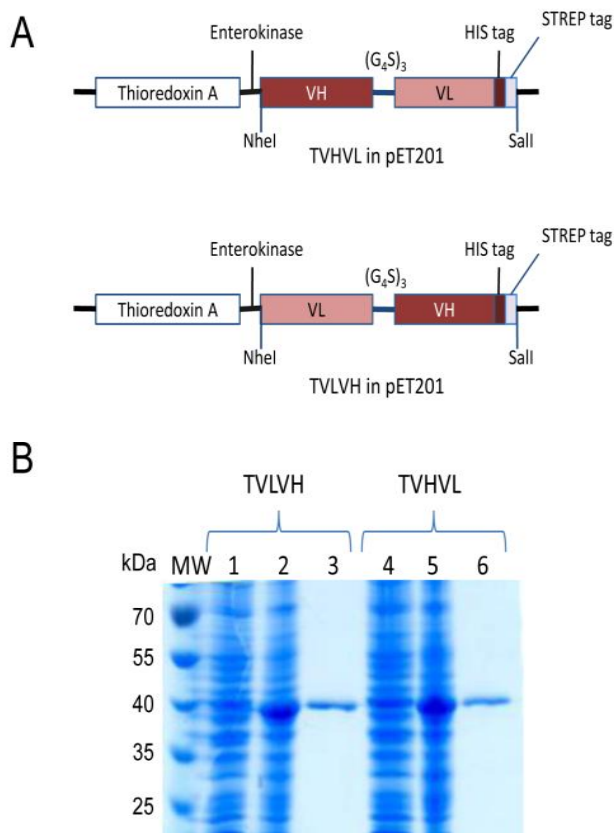 A
STREP tag
Enterokinase
(G₄S)₃
HIS tag
Thioredoxin A
VH
VL
NheI
SalI
TVHVL in pET201
STREP tag
Enterokinase
(G₄S)₃
HIS tag
Thioredoxin A
VL
VH
NheI
SalI
TVLVH in pET201
B
TVLVH TVHVL
kDa MW 1 2 3 4 5 6
70
55
40
35
25